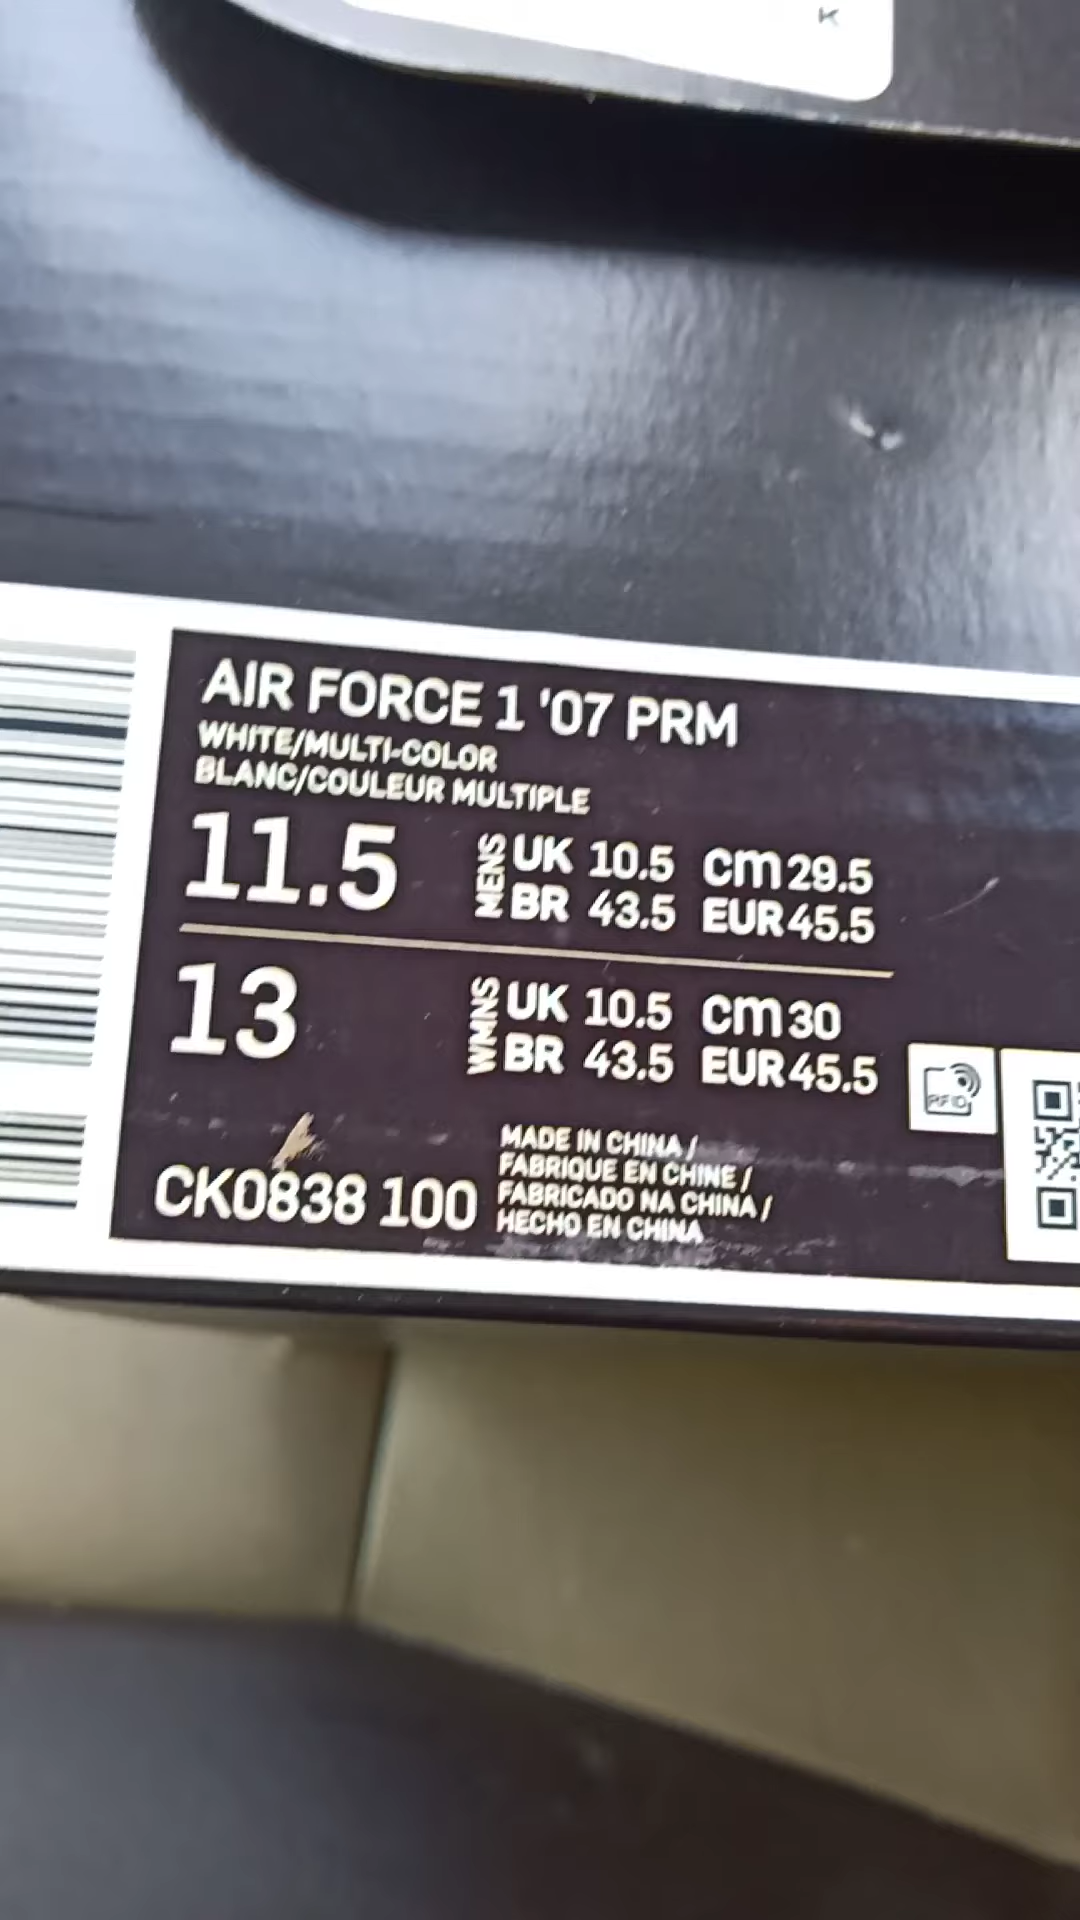 K
AIR FORCE 1 '07 PRM
WHITE/MULTI-COLOR
BLANC/COULEUR MULTIPLE
11.5 MENS UK 10.5 cm 29.5
BR 43.5 EUR 45.5
13 WMNS UK 10.5 cm 30
BR 43.5 EUR 45.5
RFID
MADE IN CHINA /
FABRIQUE EN CHINE /
FABRICADO NA CHINA /
HECHO EN CHINA
CK0838 100